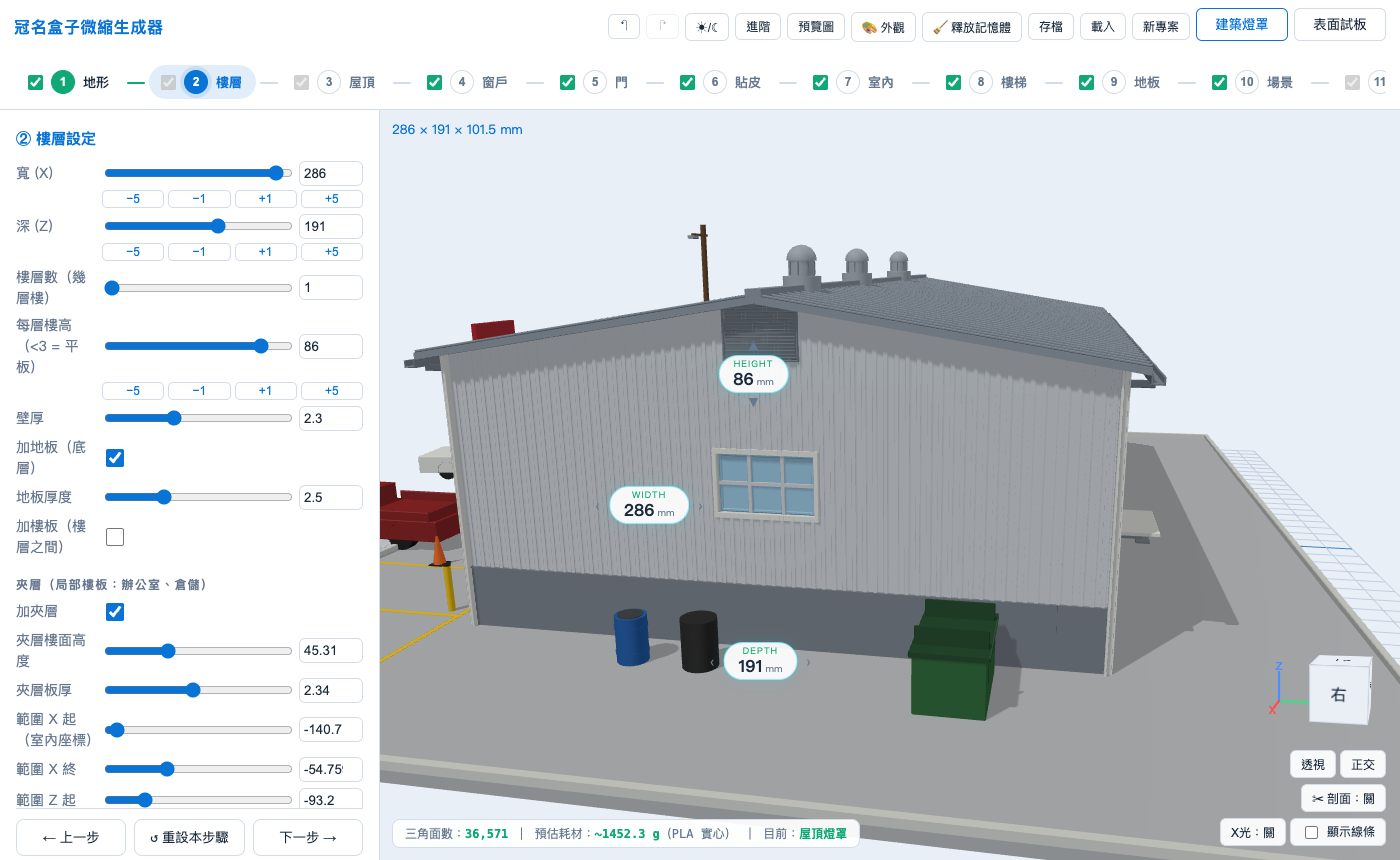 冠名盒子微縮生成器
☀/☾ 進階 預覽圖 🎨 外觀 🧹 釋放記憶體 存檔 載入 新專案 建築燈罩 表面試板
1 地形 2 樓層 3 屋頂 4 窗戶 5 門 6 貼皮 7 室內 8 樓梯 9 地板 10 場景 11
② 樓層設定
寬 (X) 286
−5 −1 +1 +5
深 (Z) 191
−5 −1 +1 +5
樓層數（幾
層樓） 1
每層樓高
（<3 = 平
板） 86
−5 −1 +1 +5
壁厚 2.3
加地板（底
層）
地板厚度 2.5
加樓板（樓
層之間）
夾層（局部樓板：辦公室、倉儲）
加夾層
夾層樓面高
度 45.31
夾層板厚 2.34
範圍 X 起
（室內座標） -140.7
範圍 X 終 -54.75
範圍 Z 起 -93.2
← 上一步 ↺ 重設本步驟 下一步 →
286 × 191 × 101.5 mm
HEIGHT
86 mm
WIDTH
286 mm
DEPTH
191 mm
Z
X
右
透視 正交
✂ 剖面：關
X光：關 顯示線條
三角面數：36,571 | 預估耗材：~1452.3 g (PLA 實心) | 目前：屋頂燈罩